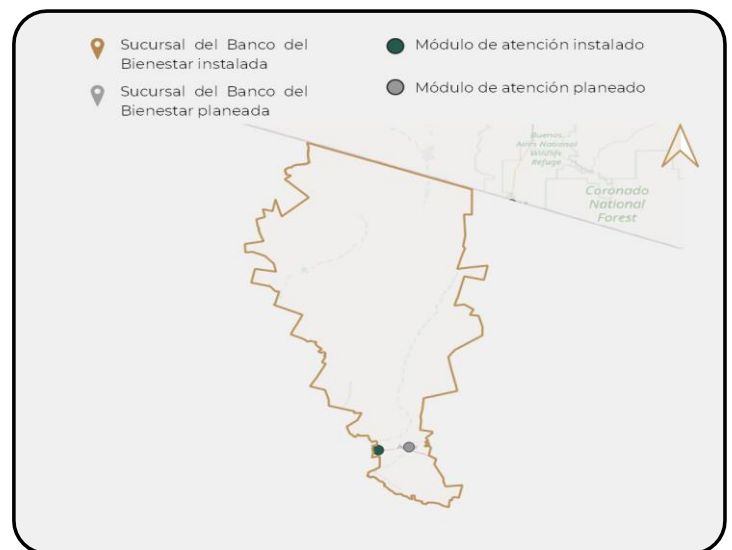 Sucursal del Banco del
Bienestar instalada
Sucursal del Banco del
Bienestar planeada
Módulo de atención instalado
Módulo de atención planeado
Buenos
Aires National
Wildlife
Refuge
Coronado
National
Forest